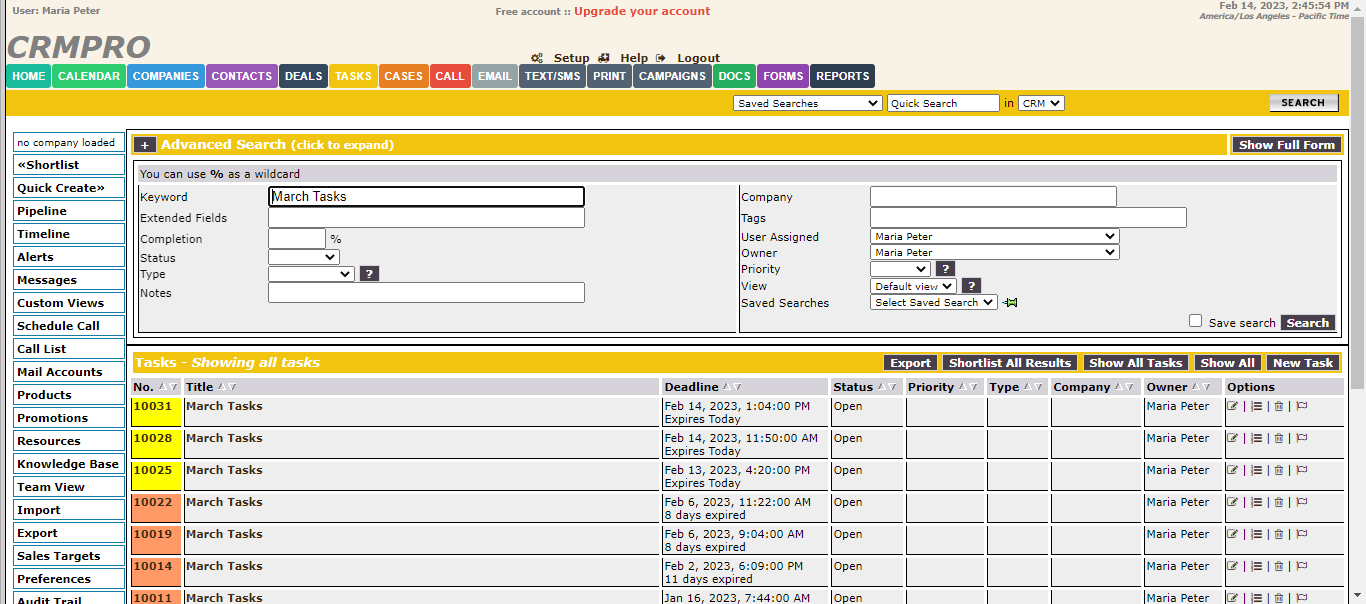 User: Maria Peter
Free account :: Upgrade your account
Feb 14, 2023, 2:45:54 PM
America/Los Angeles - Pacific Time
CRMPRO
Setup Help Logout
HOME CALENDAR COMPANIES CONTACTS DEALS TASKS CASES CALL EMAIL TEXT/SMS PRINT CAMPAIGNS DOCS FORMS REPORTS
Saved Searches Quick Search in CRM SEARCH
no company loaded
«Shortlist
Quick Create»
Pipeline
Timeline
Alerts
Messages
Custom Views
Schedule Call
Call List
Mail Accounts
Products
Promotions
Resources
Knowledge Base
Team View
Import
Export
Sales Targets
Preferences
Audit Trail
+ Advanced Search (click to expand) Show Full Form
You can use % as a wildcard
Keyword March Tasks
Extended Fields
Completion %
Status
Type ?
Notes
Company
Tags
User Assigned Maria Peter
Owner Maria Peter
Priority ?
View Default view ?
Saved Searches Select Saved Search
Save search Search
Tasks - Showing all tasks Export Shortlist All Results Show All Tasks Show All New Task
No. Title Deadline Status Priority Type Company Owner Options
10031 March Tasks Feb 14, 2023, 1:04:00 PM Open Maria Peter
Expires Today
10028 March Tasks Feb 14, 2023, 11:50:00 AM Open Maria Peter
Expires Today
10025 March Tasks Feb 13, 2023, 4:20:00 PM Open Maria Peter
Expires Today
10022 March Tasks Feb 6, 2023, 11:22:00 AM Open Maria Peter
8 days expired
10019 March Tasks Feb 6, 2023, 9:04:00 AM Open Maria Peter
8 days expired
10014 March Tasks Feb 2, 2023, 6:09:00 PM Open Maria Peter
11 days expired
10011 March Tasks Jan 16, 2023, 7:44:00 AM Open Maria Peter